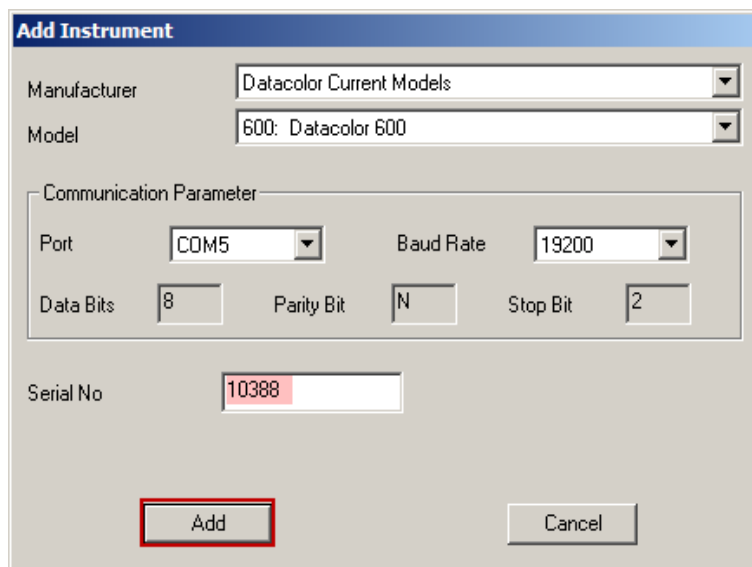 Add Instrument
Manufacturer Datacolor Current Models
Model 600: Datacolor 600
Communication Parameter
Port COM5 Baud Rate 19200
Data Bits 8 Parity Bit N Stop Bit 2
Serial No 10388
Add Cancel